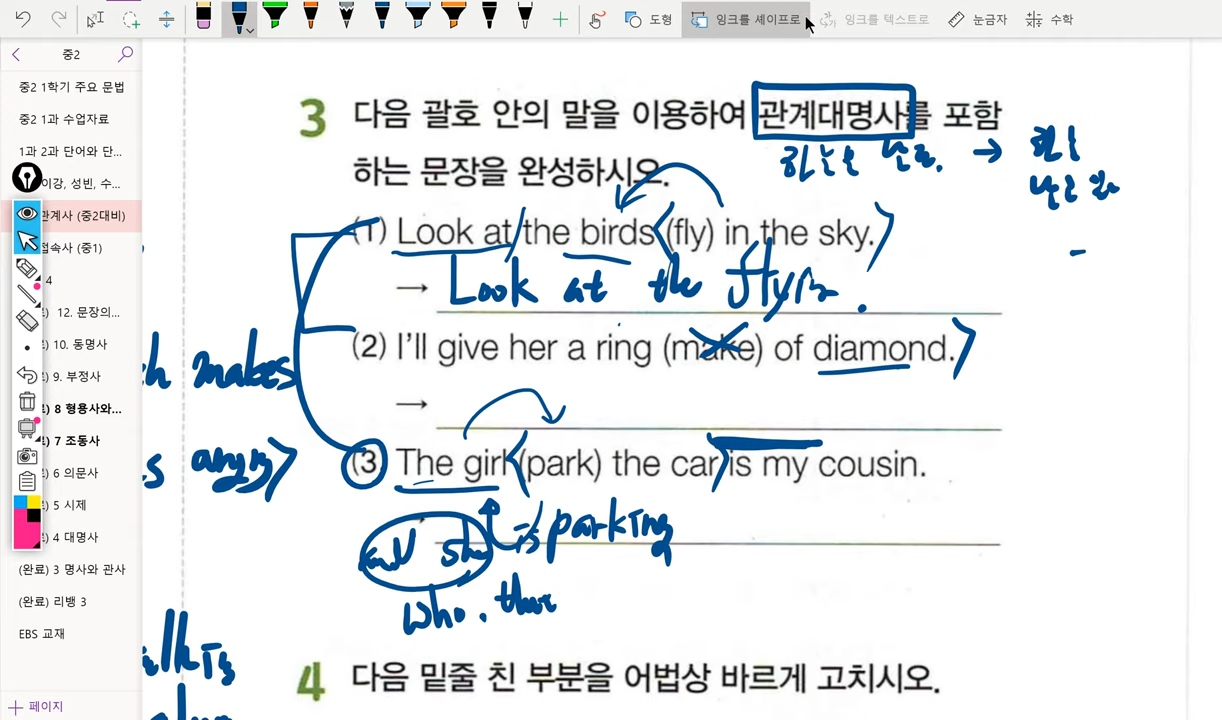 도형
잉크를 셰이프로
잉크를 텍스트로
눈금자
수학
중2
중2 1학기 주요 문법
중2 1과 수업자료
1과 2과 단어와 단...
이강, 성빈, 수...
관계사 (중2대비)
접속사 (중1)
4
12. 문장의...
10. 동명사
9. 부정사
8 형용사와...
7 조동사
6 의문사
5 시제
4 대명사
(완료) 3 명사와 관사
(완료) 리뱅 3
EBS 교재
페이지
3 다음 괄호 안의 말을 이용하여 관계대명사를 포함
하는 문장을 완성하시오.
(1) Look at the birds (fly) in the sky.
→ Look at the
(2) I'll give her a ring (make) of diamond.
→
makes
(3) The girl (park) the car is my cousin.
angry
is parking
who.
4 다음 밑줄 친 부분을 어법상 바르게 고치시오.